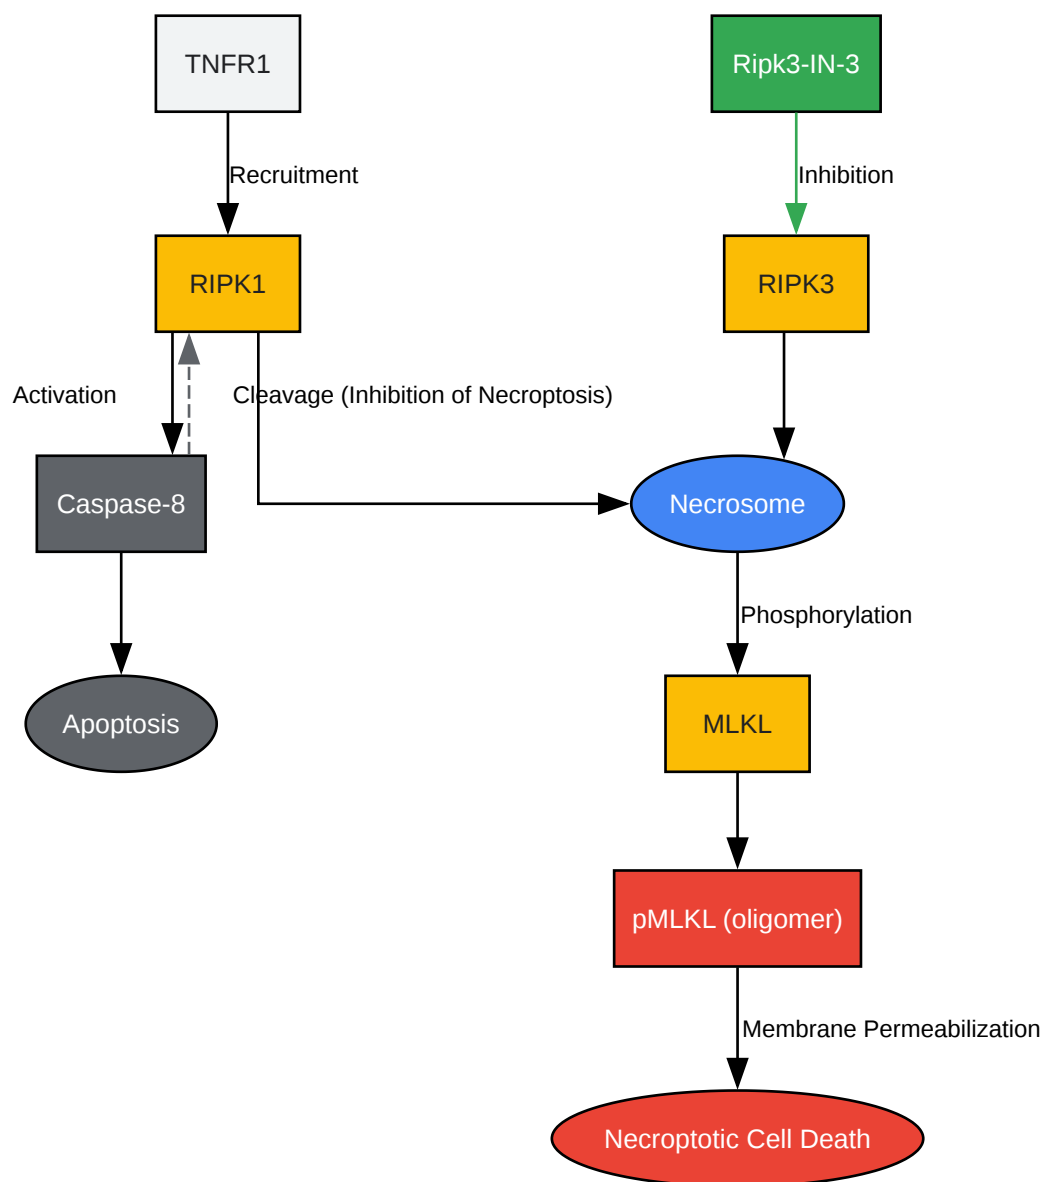 TNFR1
Ripk3-IN-3
Recruitment
Inhibition
RIPK1
RIPK3
Activation
Cleavage (Inhibition of Necroptosis)
Caspase-8
Necrosome
Phosphorylation
Apoptosis
MLKL
pMLKL (oligomer)
Membrane Permeabilization
Necroptotic Cell Death